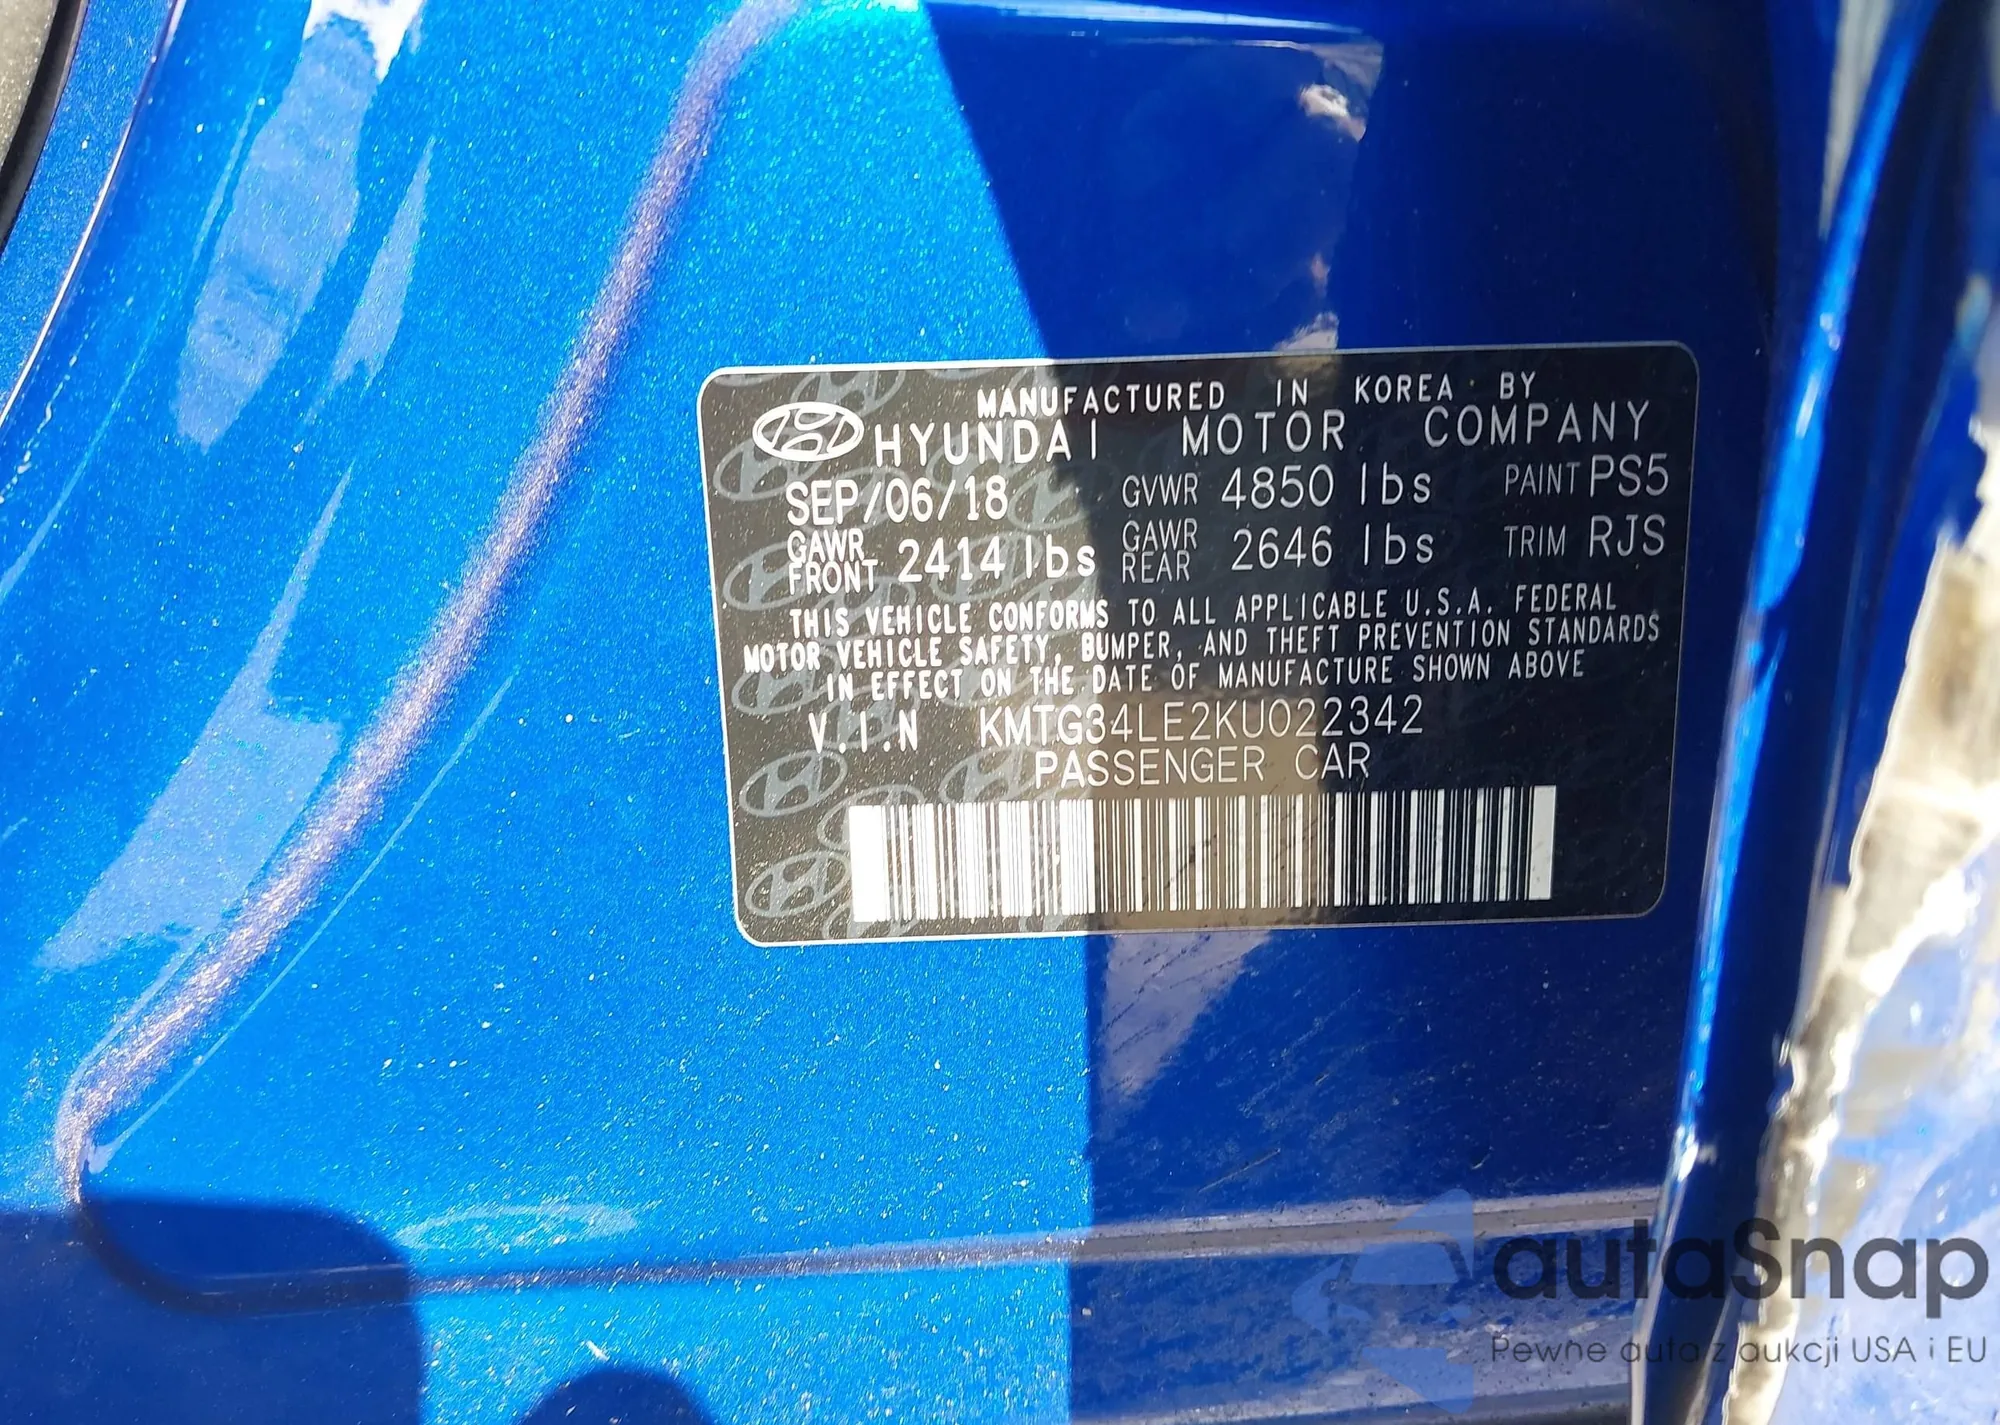 MANUFACTURED IN KOREA BY
HYUNDAI MOTOR COMPANY
SEP/06/18 GVWR 4850 lbs PAINT PS5
GAWR FRONT 2414 lbs GAWR REAR 2646 lbs TRIM RJS
THIS VEHICLE CONFORMS TO ALL APPLICABLE U.S.A. FEDERAL
MOTOR VEHICLE SAFETY, BUMPER, AND THEFT PREVENTION STANDARDS
IN EFFECT ON THE DATE OF MANUFACTURE SHOWN ABOVE
V.I.N KMTG34LE2KU022342
PASSENGER CAR
autaSnap
Pewne auta z aukcji USA i EU